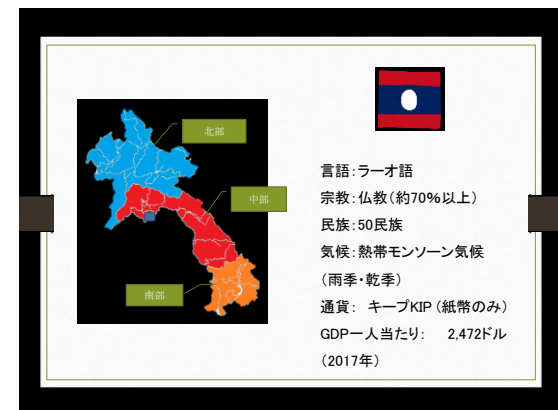 北部
中部
南部
言語：ラーオ語
宗教：仏教（約70%以上）
民族：50民族
気候：熱帯モンソーン気候
（雨季・乾季）
通貨：　キープKIP（紙幣のみ）
GDP一人当たり：　2,472ドル
（2017年）